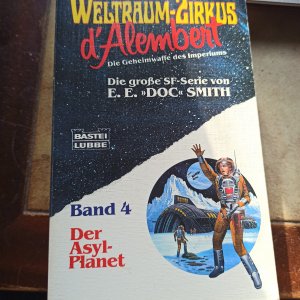 WELTRAUM-ZIRKUS
d'Alembert
Die Geheimwaffe des Imperiums
Die große SF-Serie von
E. E. »DOC« SMITH
BASTEI
LÜBBE
Band 4
Der
Asyl-
Planet